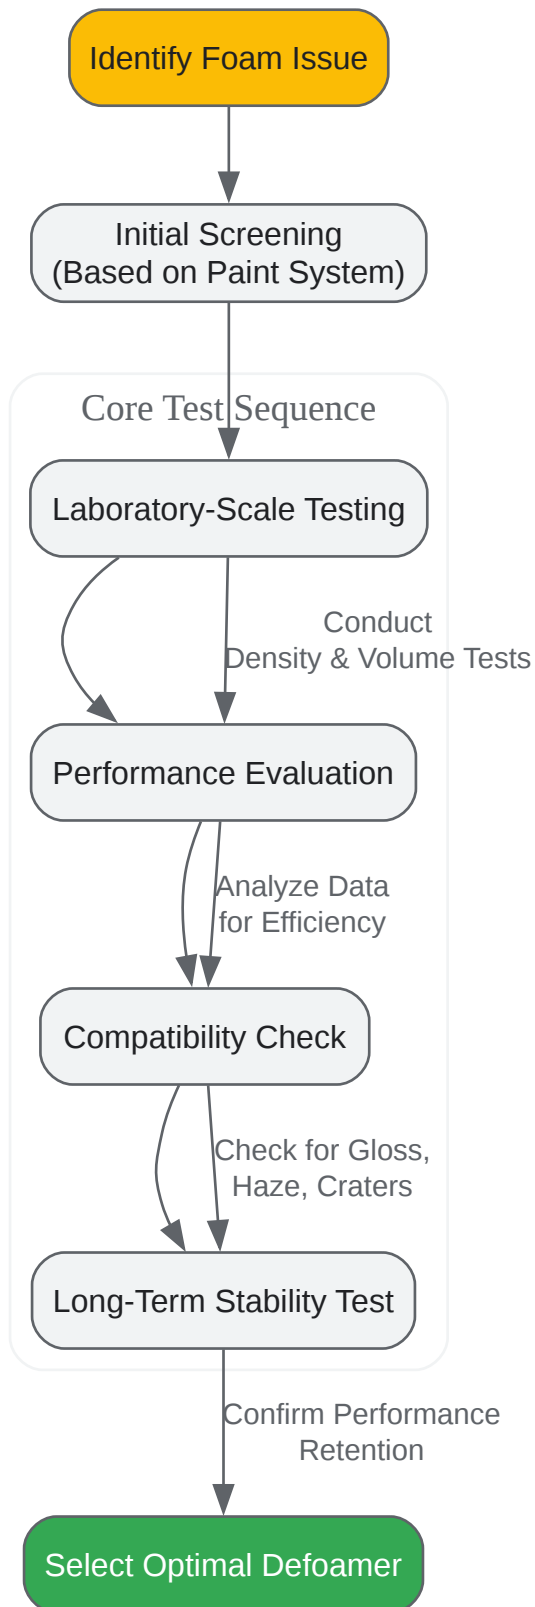 Identify Foam Issue
Initial Screening
(Based on Paint System)
Core Test Sequence
Laboratory-Scale Testing
Conduct
Density & Volume Tests
Performance Evaluation
Analyze Data
for Efficiency
Compatibility Check
Check for Gloss,
Haze, Craters
Long-Term Stability Test
Confirm Performance
Retention
Select Optimal Defoamer